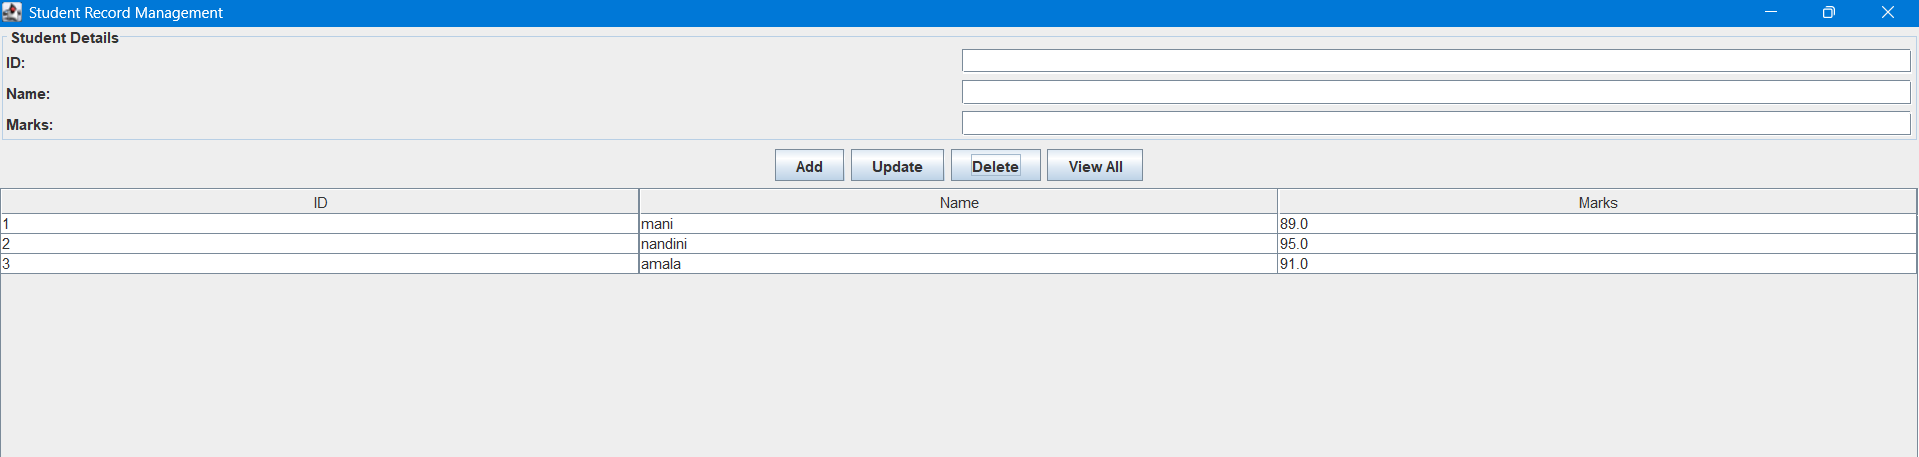 Student Record Management
Student Details
ID:
Name:
Marks:
Add Update Delete View All
ID Name Marks
1 mani 89.0
2 nandini 95.0
3 amala 91.0